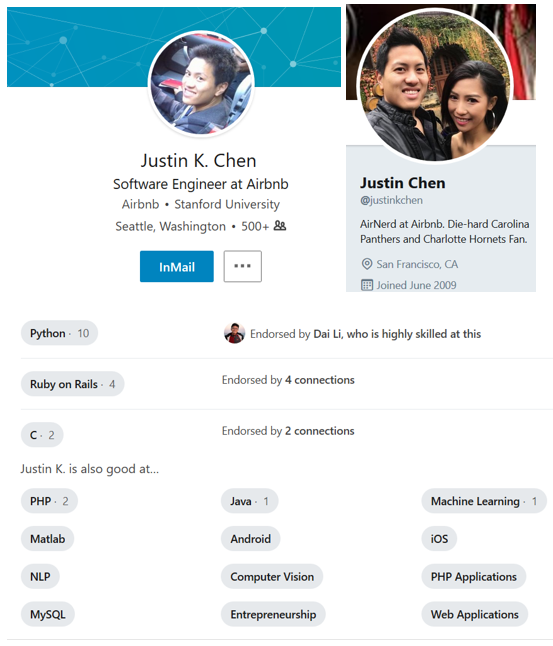 Justin K. Chen
Software Engineer at Airbnb
Airbnb • Stanford University
Seattle, Washington • 500+
InMail
Justin Chen
@justinkchen
AirNerd at Airbnb. Die-hard Carolina
Panthers and Charlotte Hornets Fan.
San Francisco, CA
Joined June 2009
Python · 10
Endorsed by Dai Li, who is highly skilled at this
Ruby on Rails · 4
Endorsed by 4 connections
C · 2
Endorsed by 2 connections
Justin K. is also good at...
PHP · 2
Java · 1
Machine Learning · 1
Matlab
Android
iOS
NLP
Computer Vision
PHP Applications
MySQL
Entrepreneurship
Web Applications